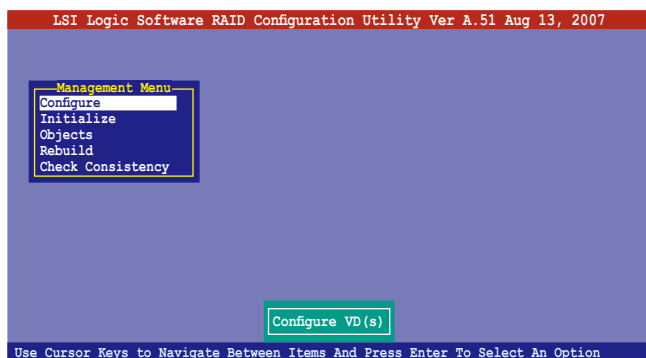 LSI Logic Software RAID Configuration Utility Ver A.51 Aug 13, 2007
Management Menu
Configure
Initialize
Objects
Rebuild
Check Consistency
Configure VD(s)
Use Cursor Keys to Navigate Between Items And Press Enter To Select An Option